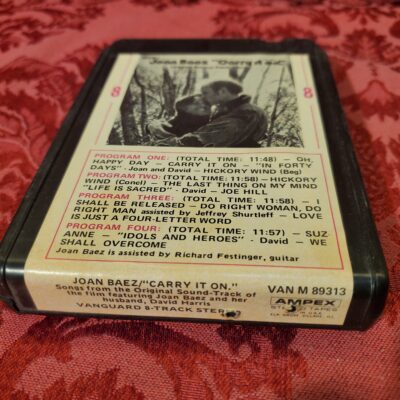 Joan Baez "Carry it on"
8 8
PROGRAM ONE: (TOTAL TIME: 11:48) – OH,
HAPPY DAY – CARRY IT ON – "IN FORTY
DAYS" - Joan and David – HICKORY WIND (Beg)
PROGRAM TWO: (TOTAL TIME: 11:58) – HICKORY
WIND (Concl) – THE LAST THING ON MY MIND
"LIFE IS SACRED" - David – JOE HILL
PROGRAM THREE: (TOTAL TIME: 11:58) – I
SHALL BE RELEASED – DO RIGHT WOMAN, DO
RIGHT MAN assisted by Jeffrey Shurtleff – LOVE
IS JUST A FOUR-LETTER WORD
PROGRAM FOUR: (TOTAL TIME: 11:57) – SUZ
ANNE – "IDOLS AND HEROES" - David – WE
SHALL OVERCOME
Joan Baez is assisted by Richard Festinger, guitar
JOAN BAEZ/"CARRY IT ON."
Songs from the Original Sound-Track of
the film featuring Joan Baez and her
husband, David Harris
VANGUARD 8-TRACK STEREO
VAN M 89313
AMPEX
STEREO TAPES